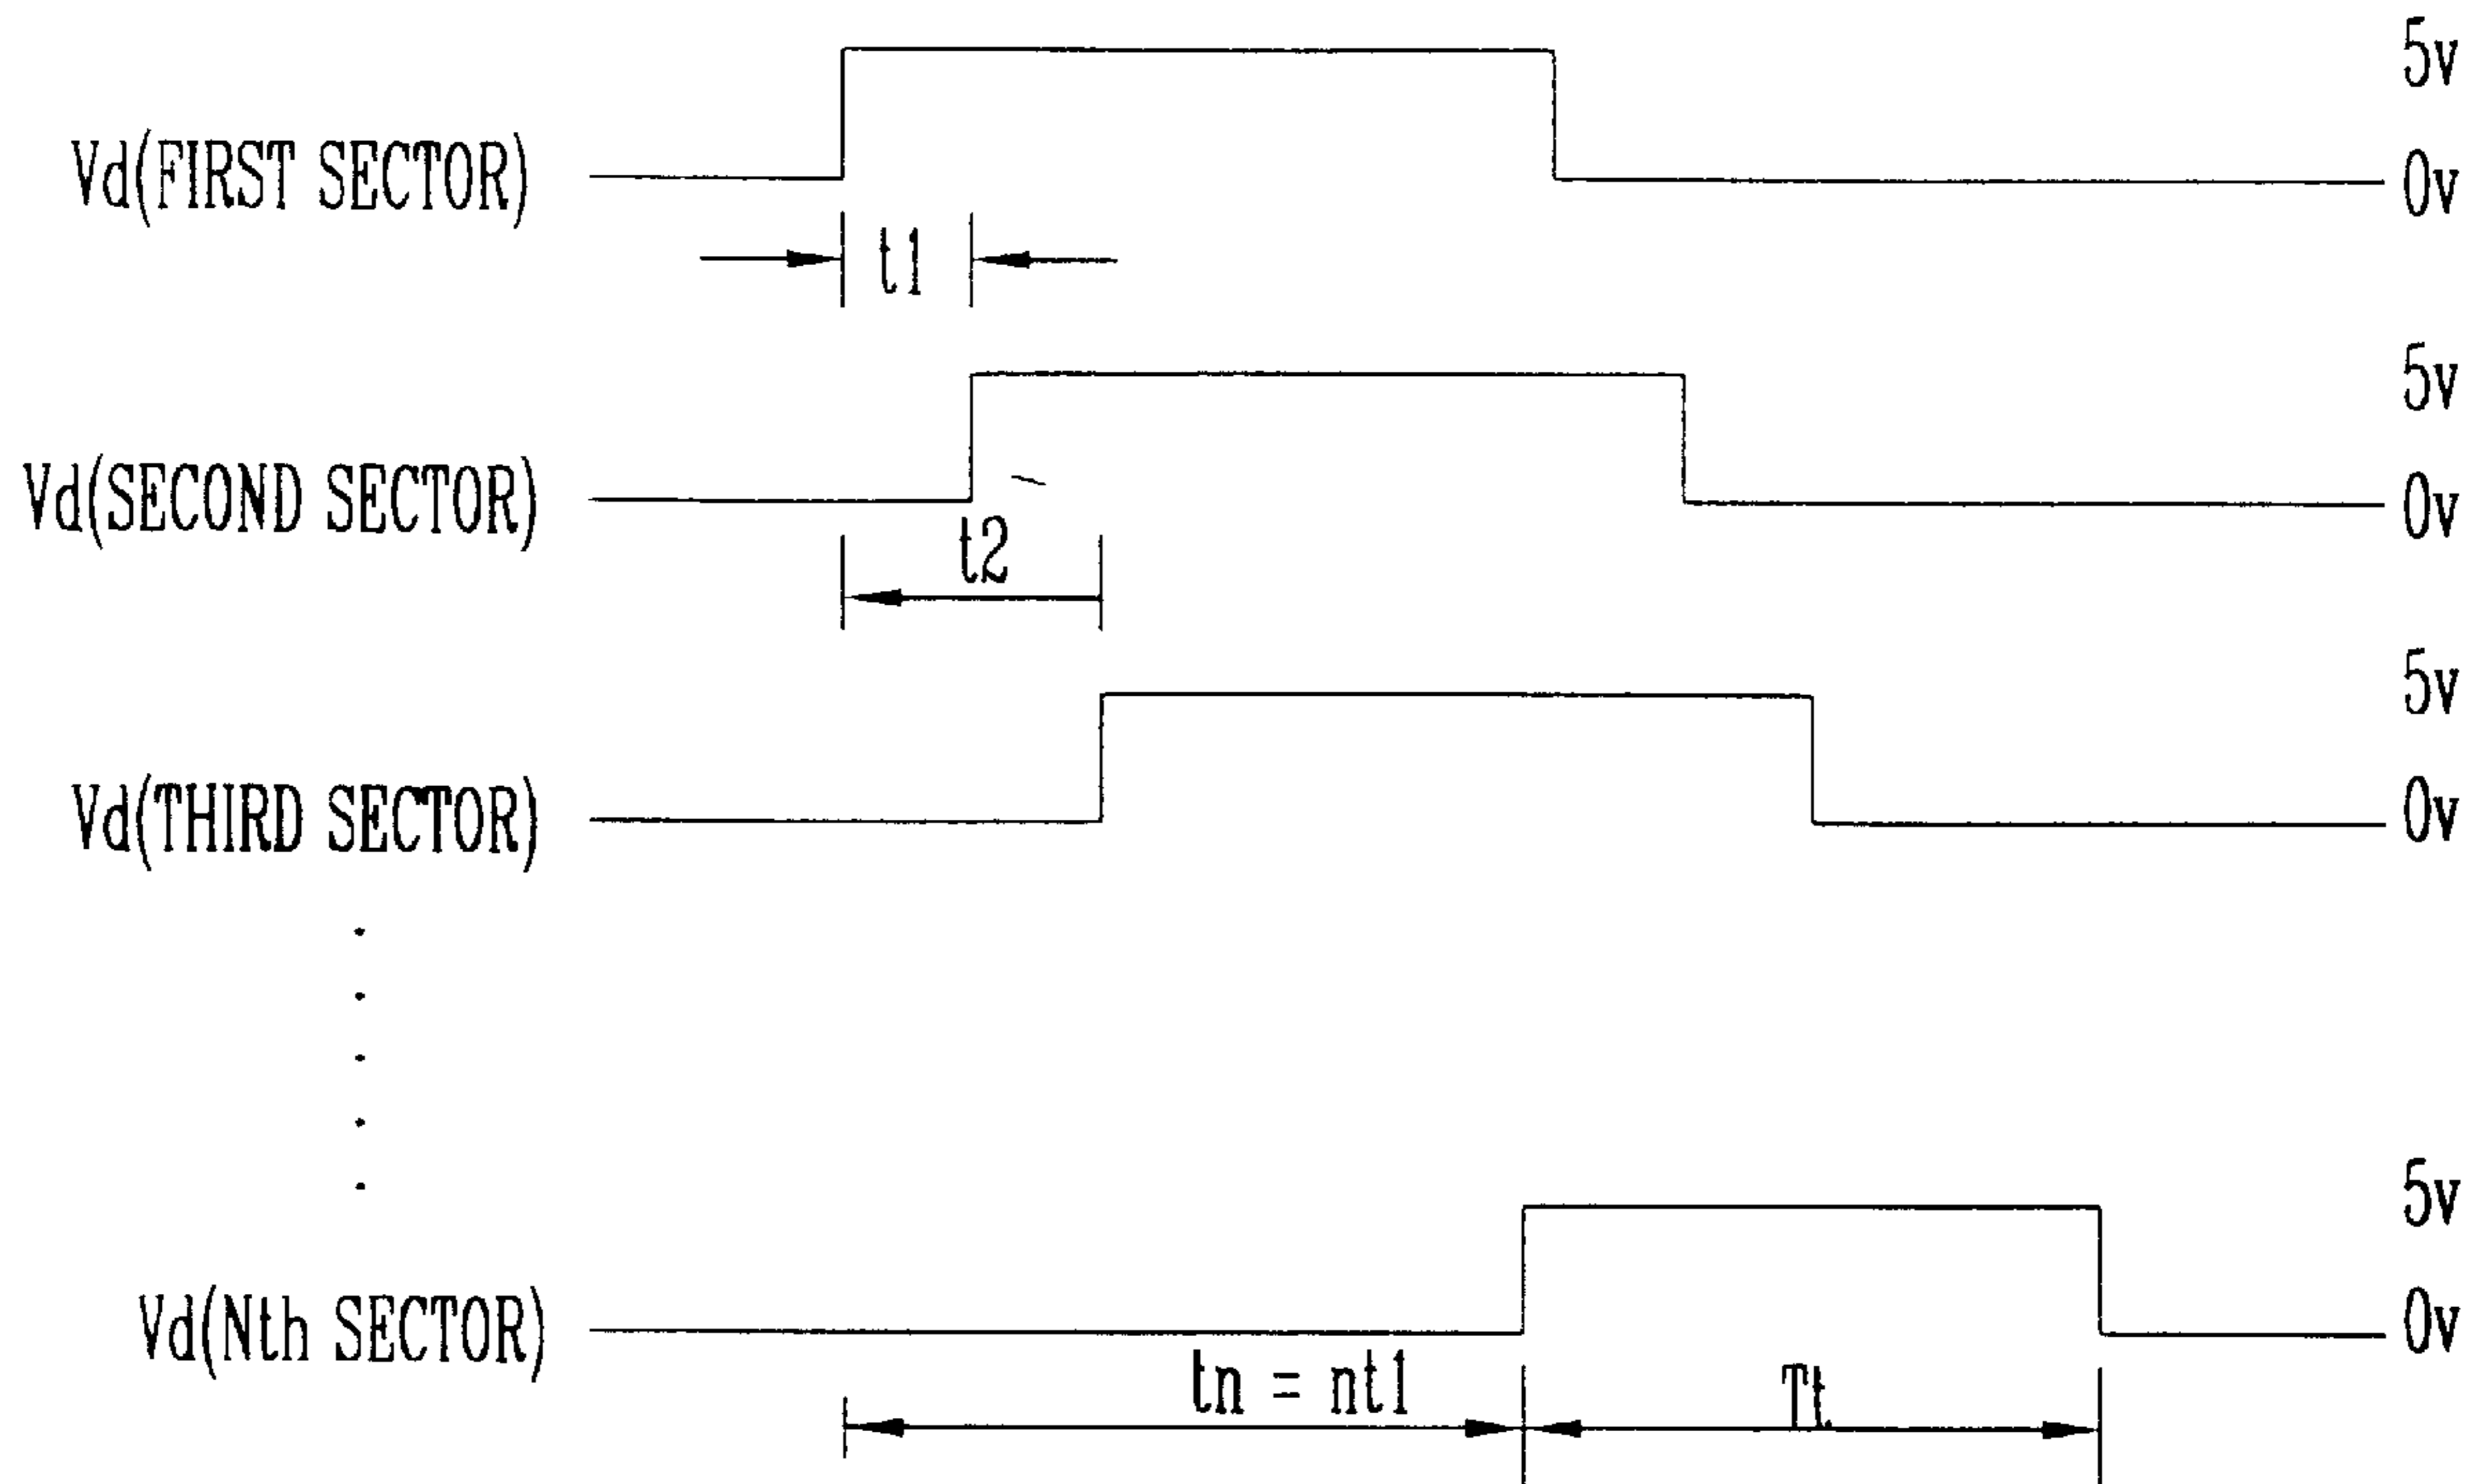 5v
Vd(FIRST SECTOR)
0v
t1
5v
Vd(SECOND SECTOR)
0v
t2
5v
Vd(THIRD SECTOR)
0v
5v
Vd(Nth SECTOR)
0v
tn = nt1
Tt